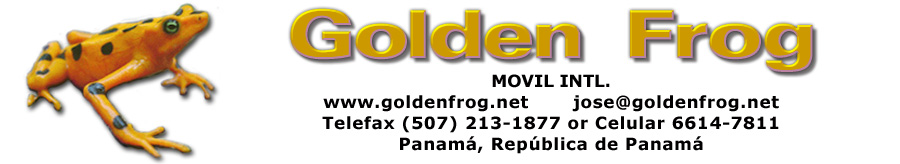 Golden Frog
MOVIL INTL.
www.goldenfrog.net jose@goldenfrog.net
Telefax (507) 213-1877 or Celular 6614-7811
Panamá, República de Panamá